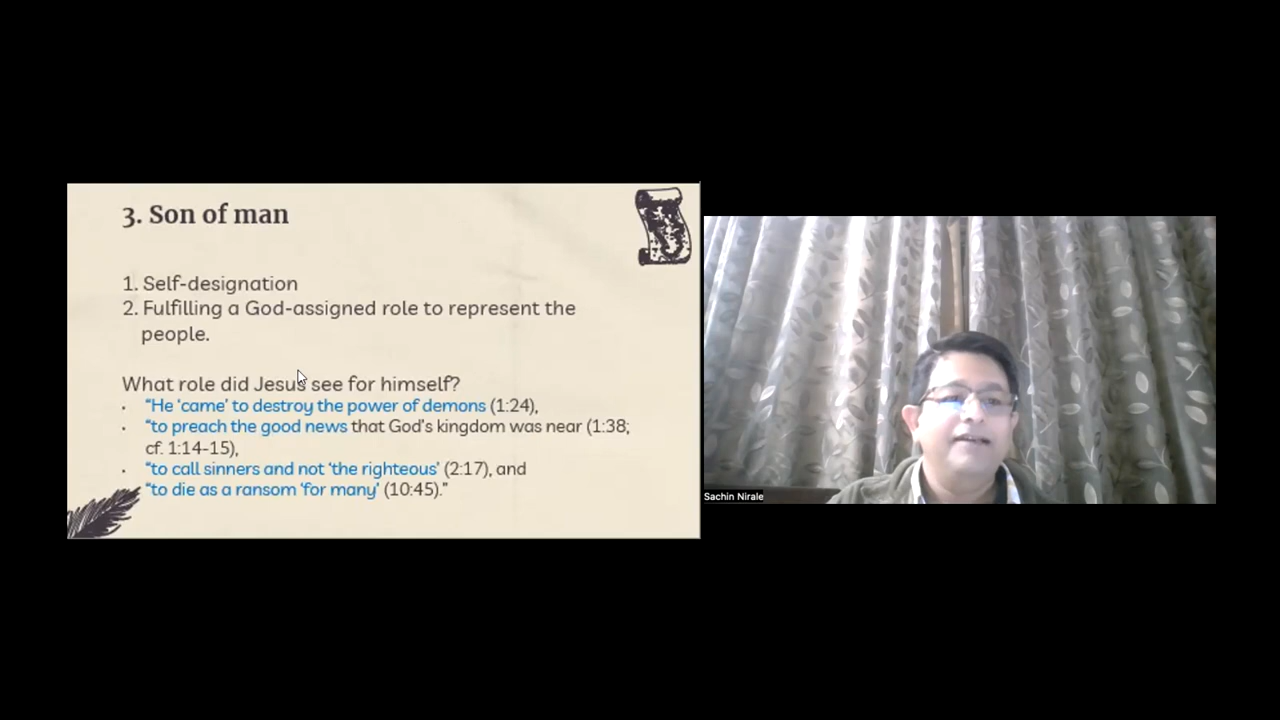 3. Son of man
1. Self-designation
2. Fulfilling a God-assigned role to represent the
people.
What role did Jesus see for himself?
• “He ‘came’ to destroy the power of demons (1:24),
• “to preach the good news that God’s kingdom was near (1:38;
cf. 1:14-15),
• “to call sinners and not ‘the righteous’ (2:17), and
“to die as a ransom ‘for many’ (10:45).”
Sachin Nirale